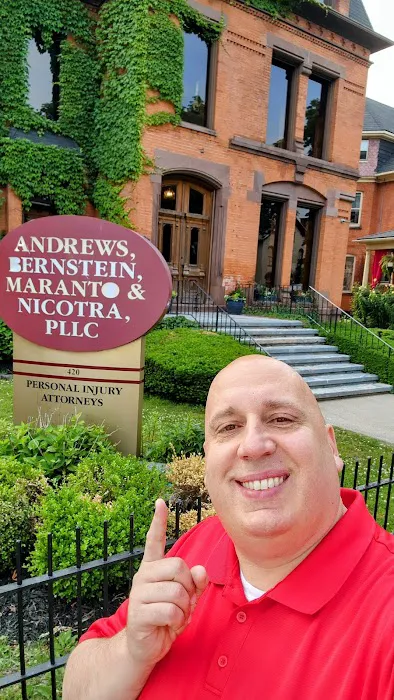 ANDREWS,
BERNSTEIN,
MARANTO &
NICOTRA,
PLLC
420
PERSONAL INJURY
ATTORNEYS